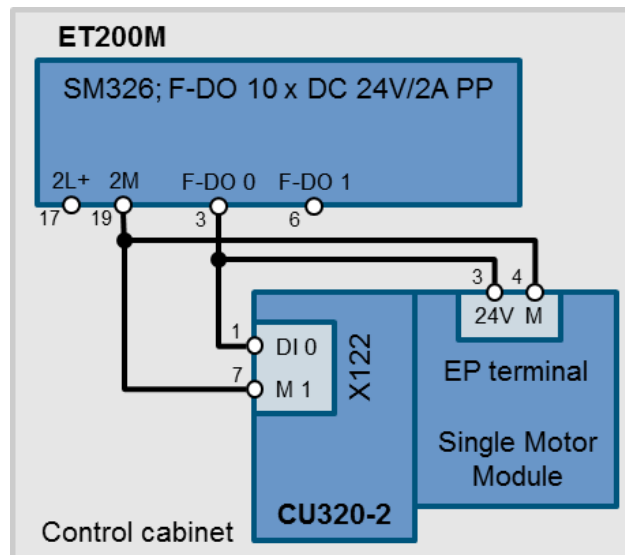 ET200M
SM326; F-DO 10 x DC 24V/2A PP
2L+ 2M F-DO 0 F-DO 1
17 19 3 6
3 4
24V M
EP terminal
Single Motor
Module
1 DI 0
7 M 1
X122
CU320-2
Control cabinet